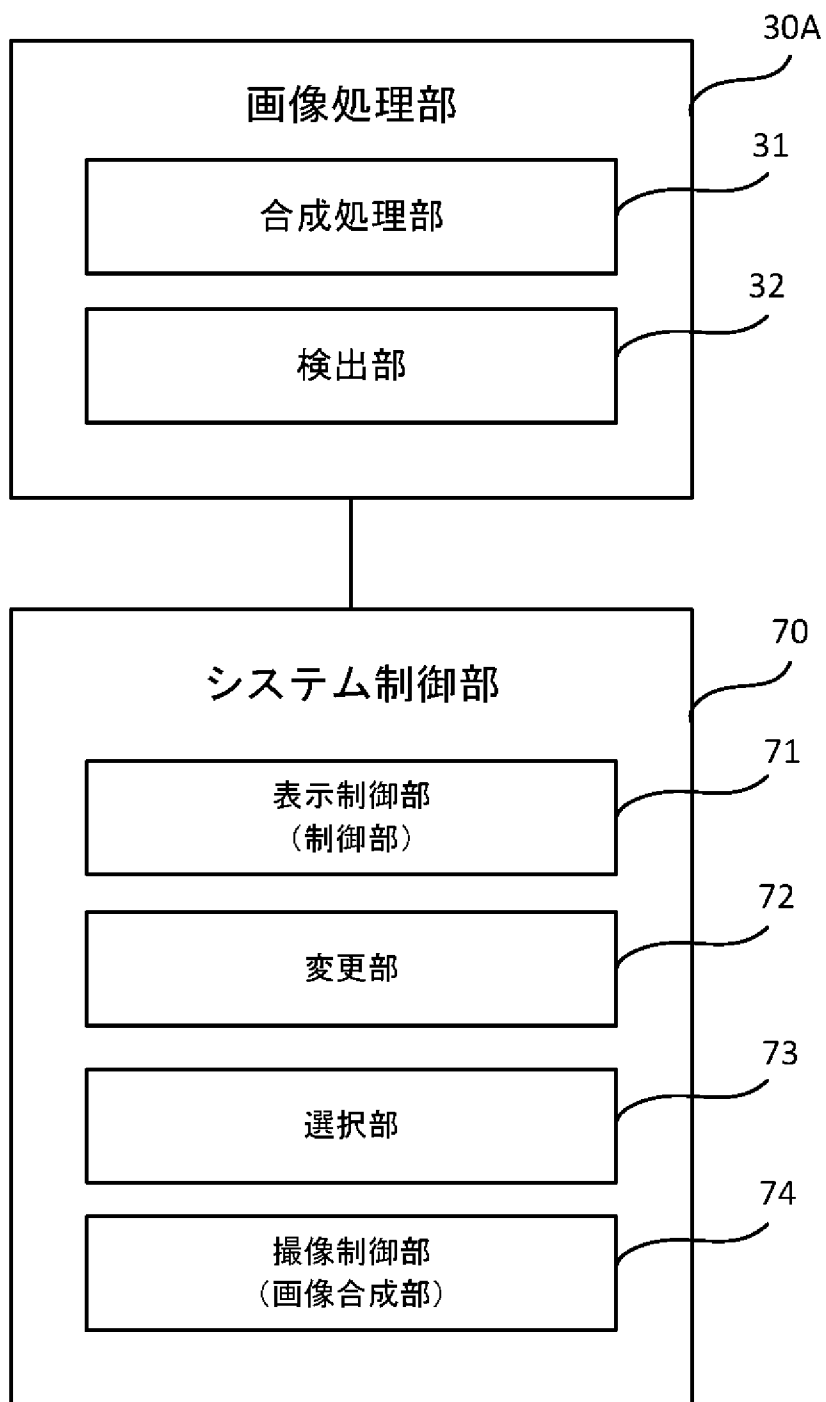 30A
画像処理部
31
合成処理部
32
検出部
70
システム制御部
71
表示制御部
（制御部）
72
変更部
73
選択部
74
撮像制御部
（画像合成部）